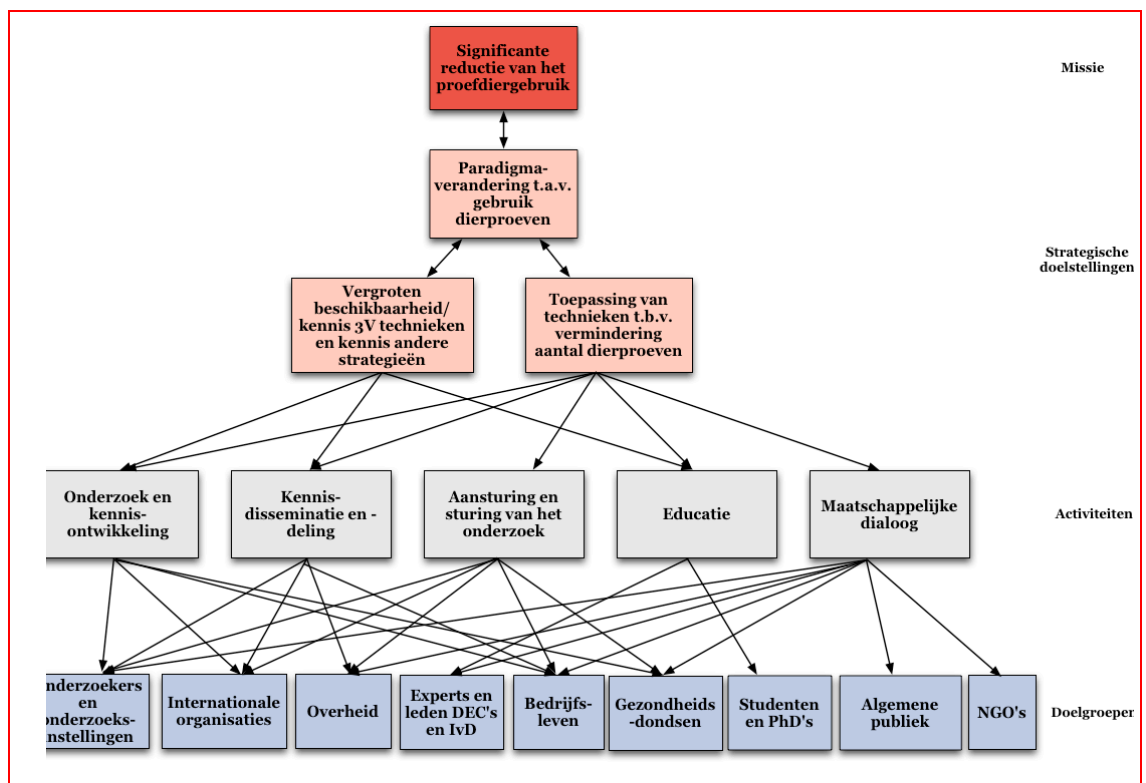 Significante
reductie van het
proefdiergebruik
Missie
Paradigma-
verandering t.a.v.
gebruik
dierproeven
Strategische
doelstellingen
Vergroten
beschikbaarheid/
kennis 3V technieken
en kennis andere
strategieën
Toepassing van
technieken t.b.v.
vermindering
aantal dierproeven
Onderzoek en
kennis-
ontwikkeling
Kennis-
disseminatie en -
deling
Aansturing en
sturing van het
onderzoek
Educatie
Maatschappelijke
dialoog
Activiteiten
nderzoekers
en
onderzoeks-
nstellingen
Internationale
organisaties
Overheid
Experts en
leden DEC's
en IvD
Bedrijfs-
leven
Gezondheids
-dondsen
Studenten
en PhD's
Algemene
publiek
NGO's
Doelgroeper